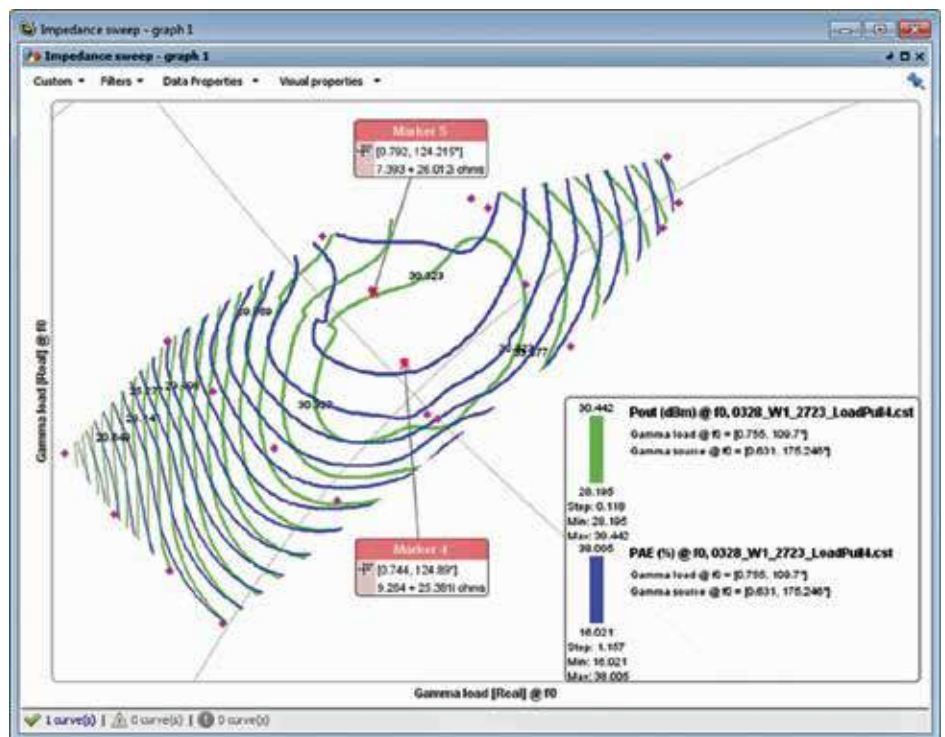 Impedance sweep - graph 1
Impedance sweep - graph 1
Custom Filters Data Properties Visual properties
Marker 5
[0.792, 124.215°]
7.393 + 26.012i ohms
30.323
Gamma load [Real] @ f0
Marker 4
[0.744, 124.89°]
9.264 + 25.361i ohms
30.442
Pout (dBm) @ f0, 0328_W1_2723_LoadPull4.cst
Gamma load @ f0 = [0.755, 109.7°]
Gamma source @ f0 = [0.631, 175.246°]
28.195
Step: 0.118
Min: 28.195
Max: 30.442
38.005
PAE (%) @ f0, 0328_W1_2723_LoadPull4.cst
Gamma load @ f0 = [0.755, 109.7°]
Gamma source @ f0 = [0.631, 175.246°]
16.021
Step: 1.157
Min: 16.021
Max: 38.005
Gamma load [Real] @ f0
1 curve(s) | 0 curve(s) | 0 curve(s)